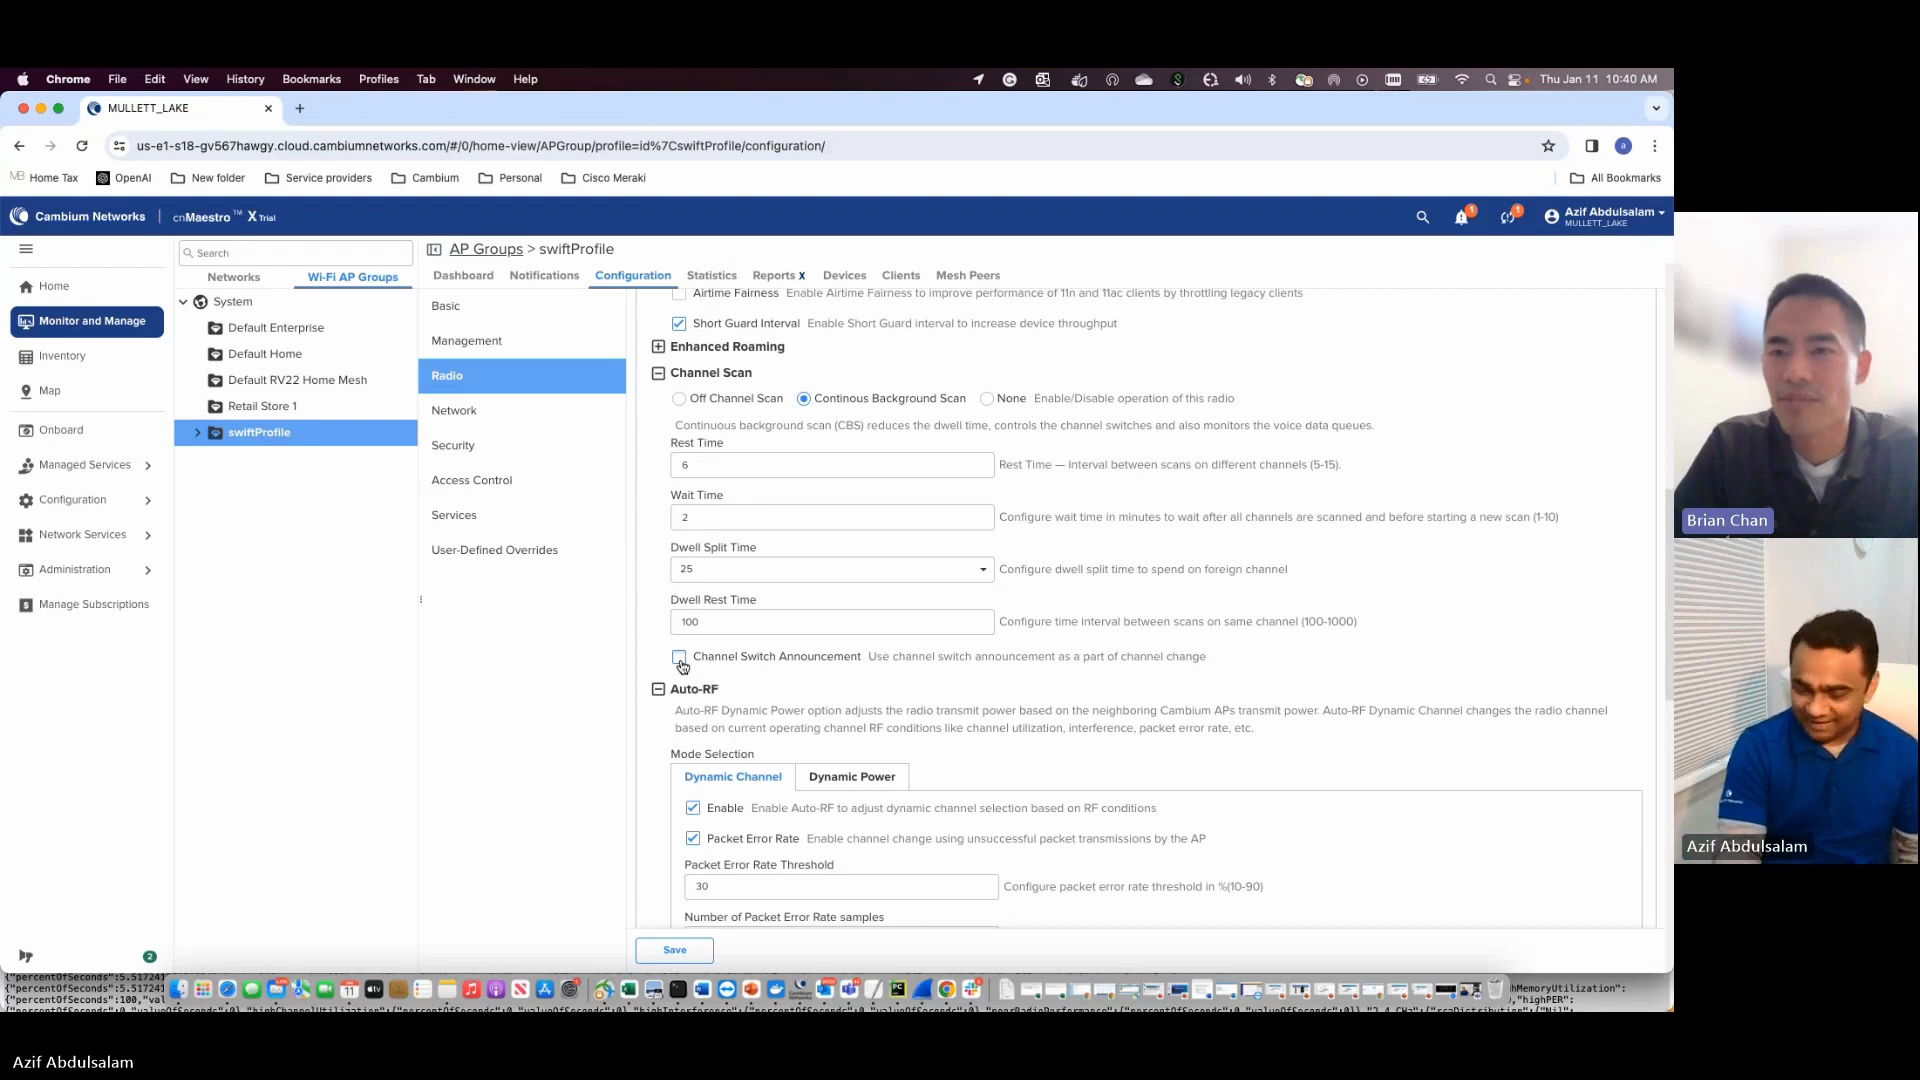 Chrome File Edit View History Bookmarks Profiles Tab Window Help
Thu Jan 11 10:40 AM
MULLETT_LAKE
us-e1-s18-gv567hawgy.cloud.cambiumnetworks.com/#/0/home-view/APGroup/profile=id%7CswiftProfile/configuration/
Home Tax OpenAI New folder Service providers Cambium Personal Cisco Meraki All Bookmarks
Cambium Networks cnMaestro™ X Trial
1 1
Azif Abdulsalam
MULLETT_LAKE
Home
Monitor and Manage
Inventory
Map
Onboard
Managed Services
Configuration
Network Services
Administration
Manage Subscriptions
2
Search
Networks Wi-Fi AP Groups
System
Default Enterprise
Default Home
Default RV22 Home Mesh
Retail Store 1
swiftProfile
AP Groups > swiftProfile
Dashboard Notifications Configuration Statistics Reports X Devices Clients Mesh Peers
Basic
Management
Radio
Network
Security
Access Control
Services
User-Defined Overrides
Airtime Fairness Enable Airtime Fairness to improve performance of 11n and 11ac clients by throttling legacy clients
Short Guard Interval Enable Short Guard interval to increase device throughput
Enhanced Roaming
Channel Scan
Off Channel Scan Continous Background Scan None Enable/Disable operation of this radio
Continuous background scan (CBS) reduces the dwell time, controls the channel switches and also monitors the voice data queues.
Rest Time
6 Rest Time — Interval between scans on different channels (5-15).
Wait Time
2 Configure wait time in minutes to wait after all channels are scanned and before starting a new scan (1-10)
Dwell Split Time
25 Configure dwell split time to spend on foreign channel
Dwell Rest Time
100 Configure time interval between scans on same channel (100-1000)
Channel Switch Announcement Use channel switch announcement as a part of channel change
Auto-RF
Auto-RF Dynamic Power option adjusts the radio transmit power based on the neighboring Cambium APs transmit power. Auto-RF Dynamic Channel changes the radio channel
based on current operating channel RF conditions like channel utilization, interference, packet error rate, etc.
Mode Selection
Dynamic Channel Dynamic Power
Enable Enable Auto-RF to adjust dynamic channel selection based on RF conditions
Packet Error Rate Enable channel change using unsuccessful packet transmissions by the AP
Packet Error Rate Threshold
30 Configure packet error rate threshold in %(10-90)
Number of Packet Error Rate samples
Save
{"percentOfSeconds":5.51724]
{"percentOfSeconds":5.51724]
{"percentOfSeconds":100,"val
Brian Chan
Azif Abdulsalam
Azif Abdulsalam